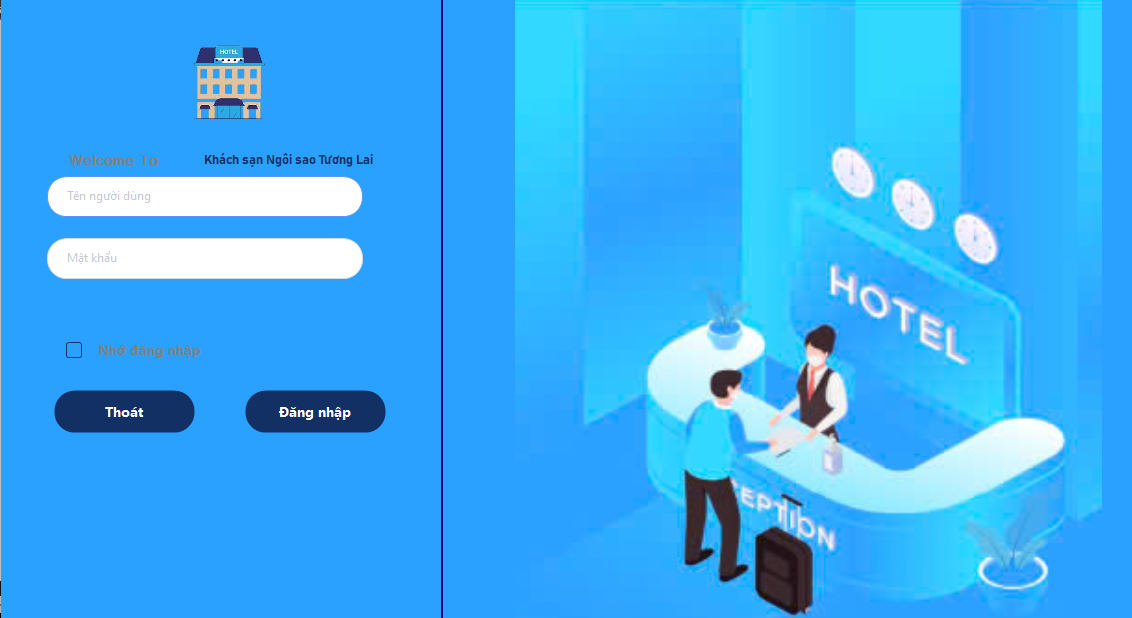 HOTEL
Welcome To Khách sạn Ngôi sao Tương Lai
Tên người dùng
Mật khẩu
Nhớ đăng nhập
Thoát Đăng nhập
HOTEL
CEPTION